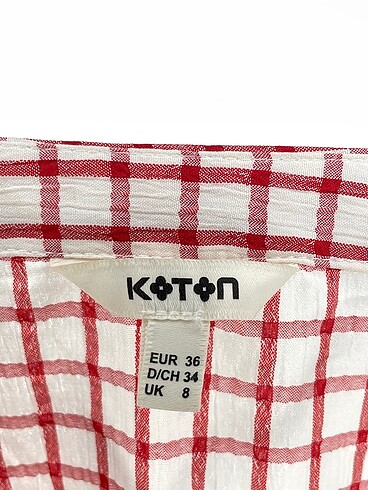 KOTON
EUR 36
D/CH 34
UK 8